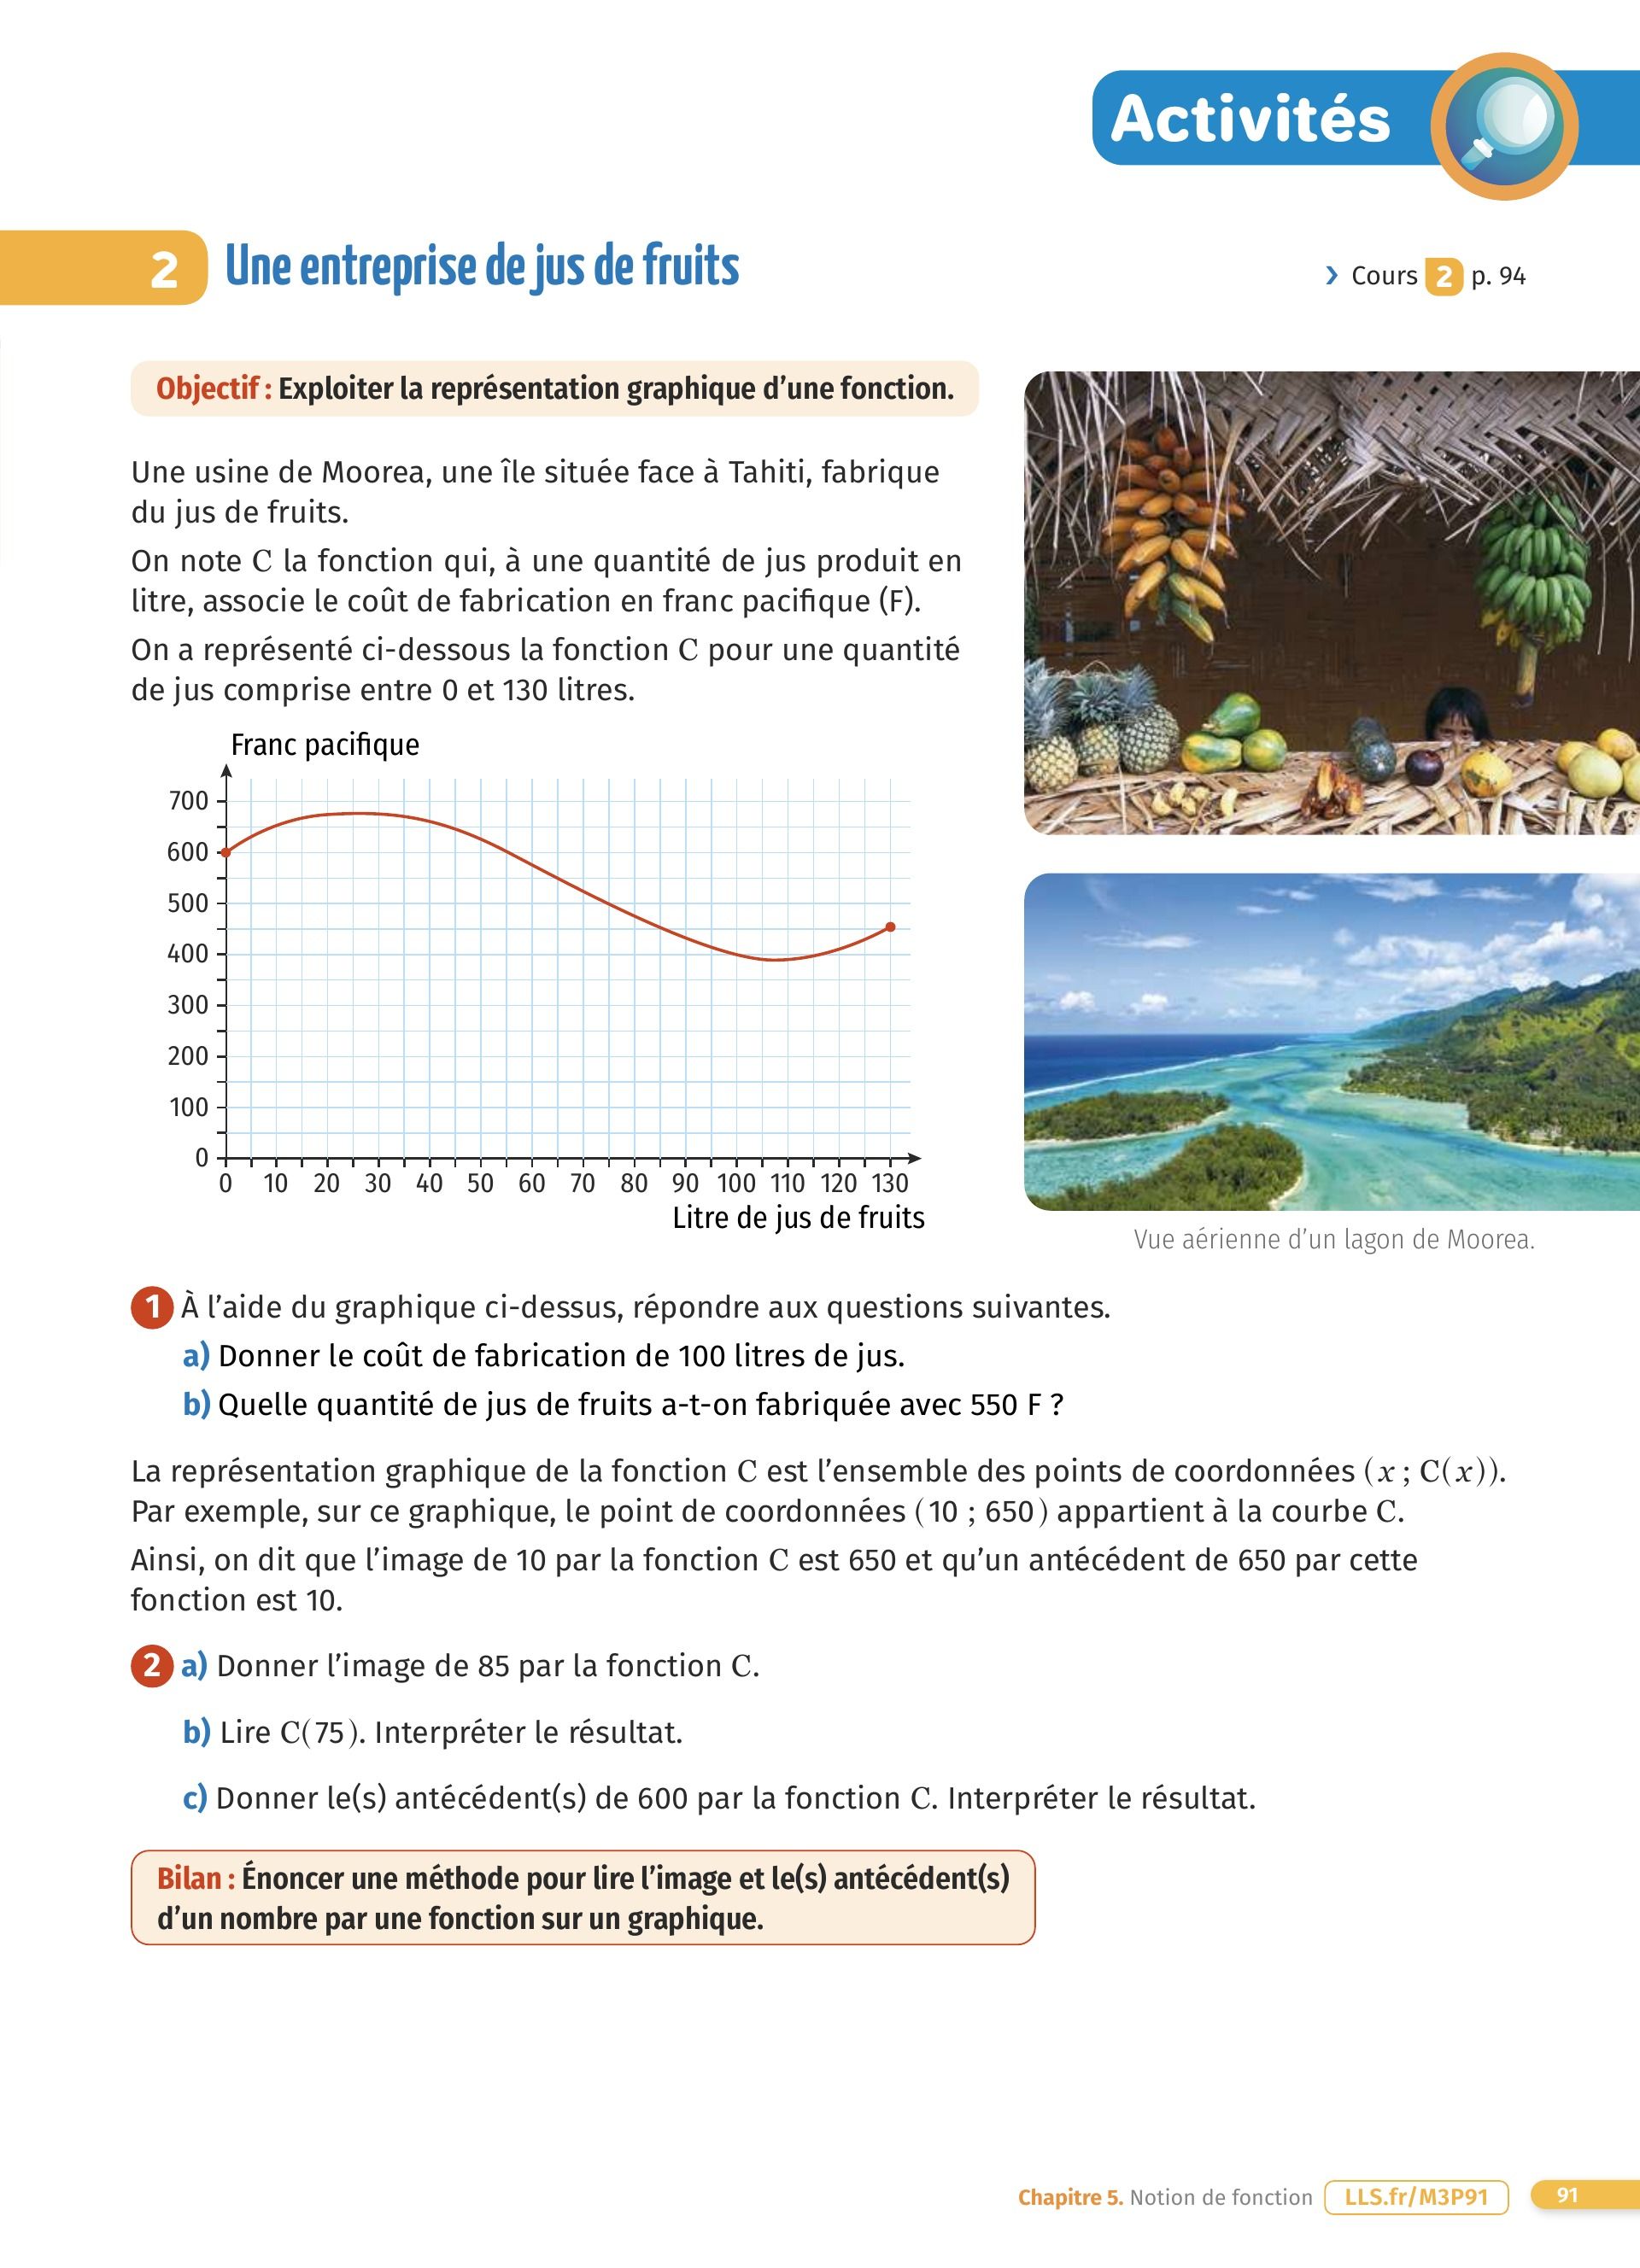 Activités
2 Une entreprise de jus de fruits
› Cours 2 p. 94
Objectif : Exploiter la représentation graphique d’une fonction.
Une usine de Moorea, une île située face à Tahiti, fabrique
du jus de fruits.
On note C la fonction qui, à une quantité de jus produit en
litre, associe le coût de fabrication en franc pacifique (F).
On a représenté ci-dessous la fonction C pour une quantité
de jus comprise entre 0 et 130 litres.
Franc pacifique
700
600
500
400
300
200
100
0
0 10 20 30 40 50 60 70 80 90 100 110 120 130
Litre de jus de fruits
Vue aérienne d’un lagon de Moorea.
1 À l’aide du graphique ci-dessus, répondre aux questions suivantes.
a) Donner le coût de fabrication de 100 litres de jus.
b) Quelle quantité de jus de fruits a-t-on fabriquée avec 550 F ?
La représentation graphique de la fonction C est l’ensemble des points de coordonnées (x ; C(x)).
Par exemple, sur ce graphique, le point de coordonnées (10 ; 650) appartient à la courbe C.
Ainsi, on dit que l’image de 10 par la fonction C est 650 et qu’un antécédent de 650 par cette
fonction est 10.
2 a) Donner l’image de 85 par la fonction C.
b) Lire C(75). Interpréter le résultat.
c) Donner le(s) antécédent(s) de 600 par la fonction C. Interpréter le résultat.
Bilan : Énoncer une méthode pour lire l’image et le(s) antécédent(s)
d’un nombre par une fonction sur un graphique.
Chapitre 5. Notion de fonction LLS.fr/M3P91 91